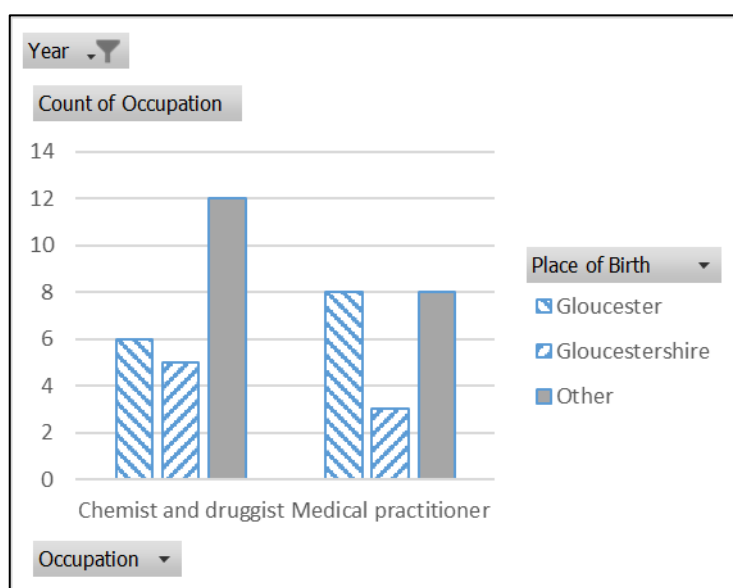 Year
Count of Occupation
14
12
10
8
6
4
2
0
Chemist and druggist Medical practitioner
Place of Birth
Gloucester
Gloucestershire
Other
Occupation